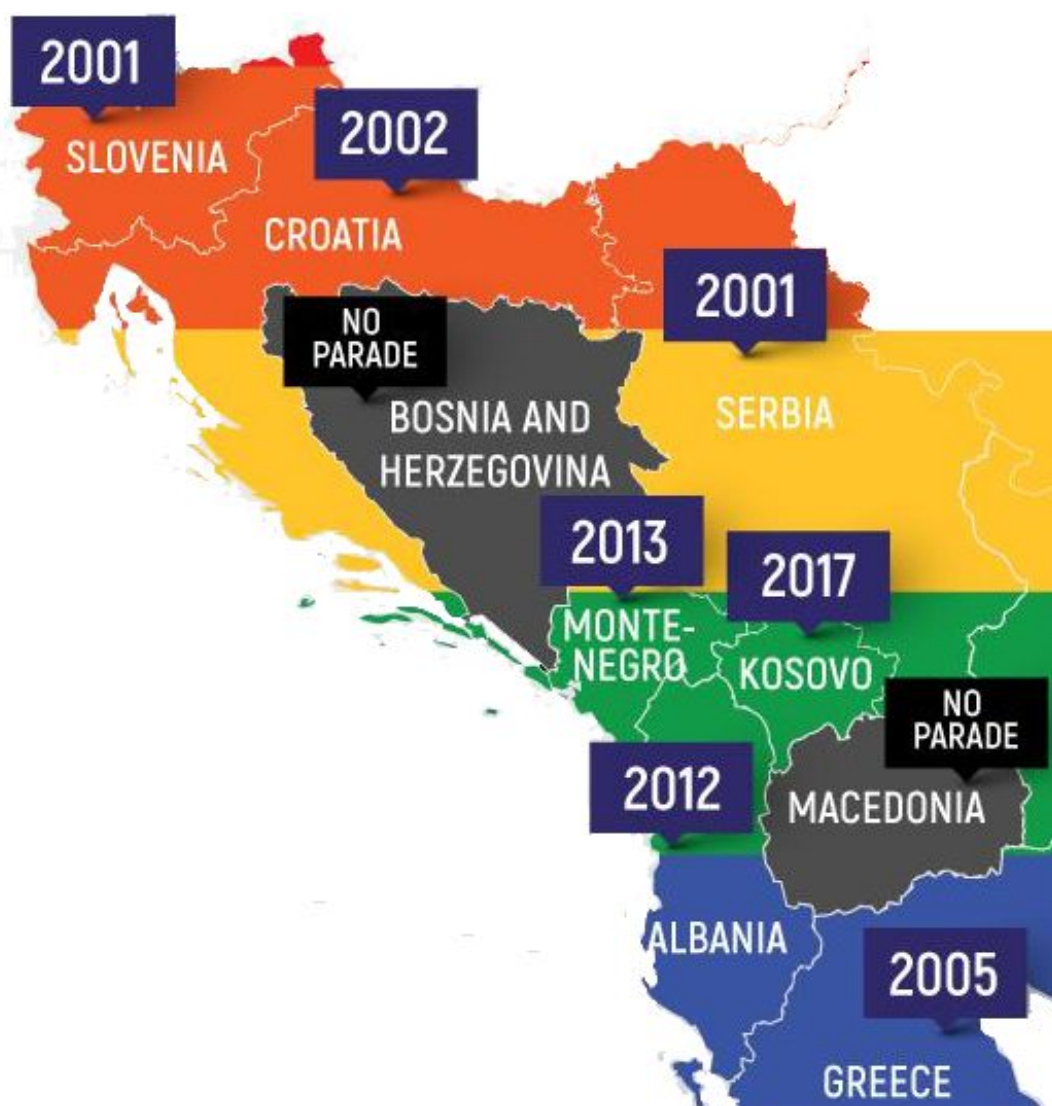 2001
SLOVENIA
2002
CROATIA
2001
NO
PARADE
SERBIA
BOSNIA AND
HERZEGOVINA
2013
2017
MONTE-
NEGRO
KOSOVO
NO
PARADE
2012
MACEDONIA
ALBANIA
2005
GREECE